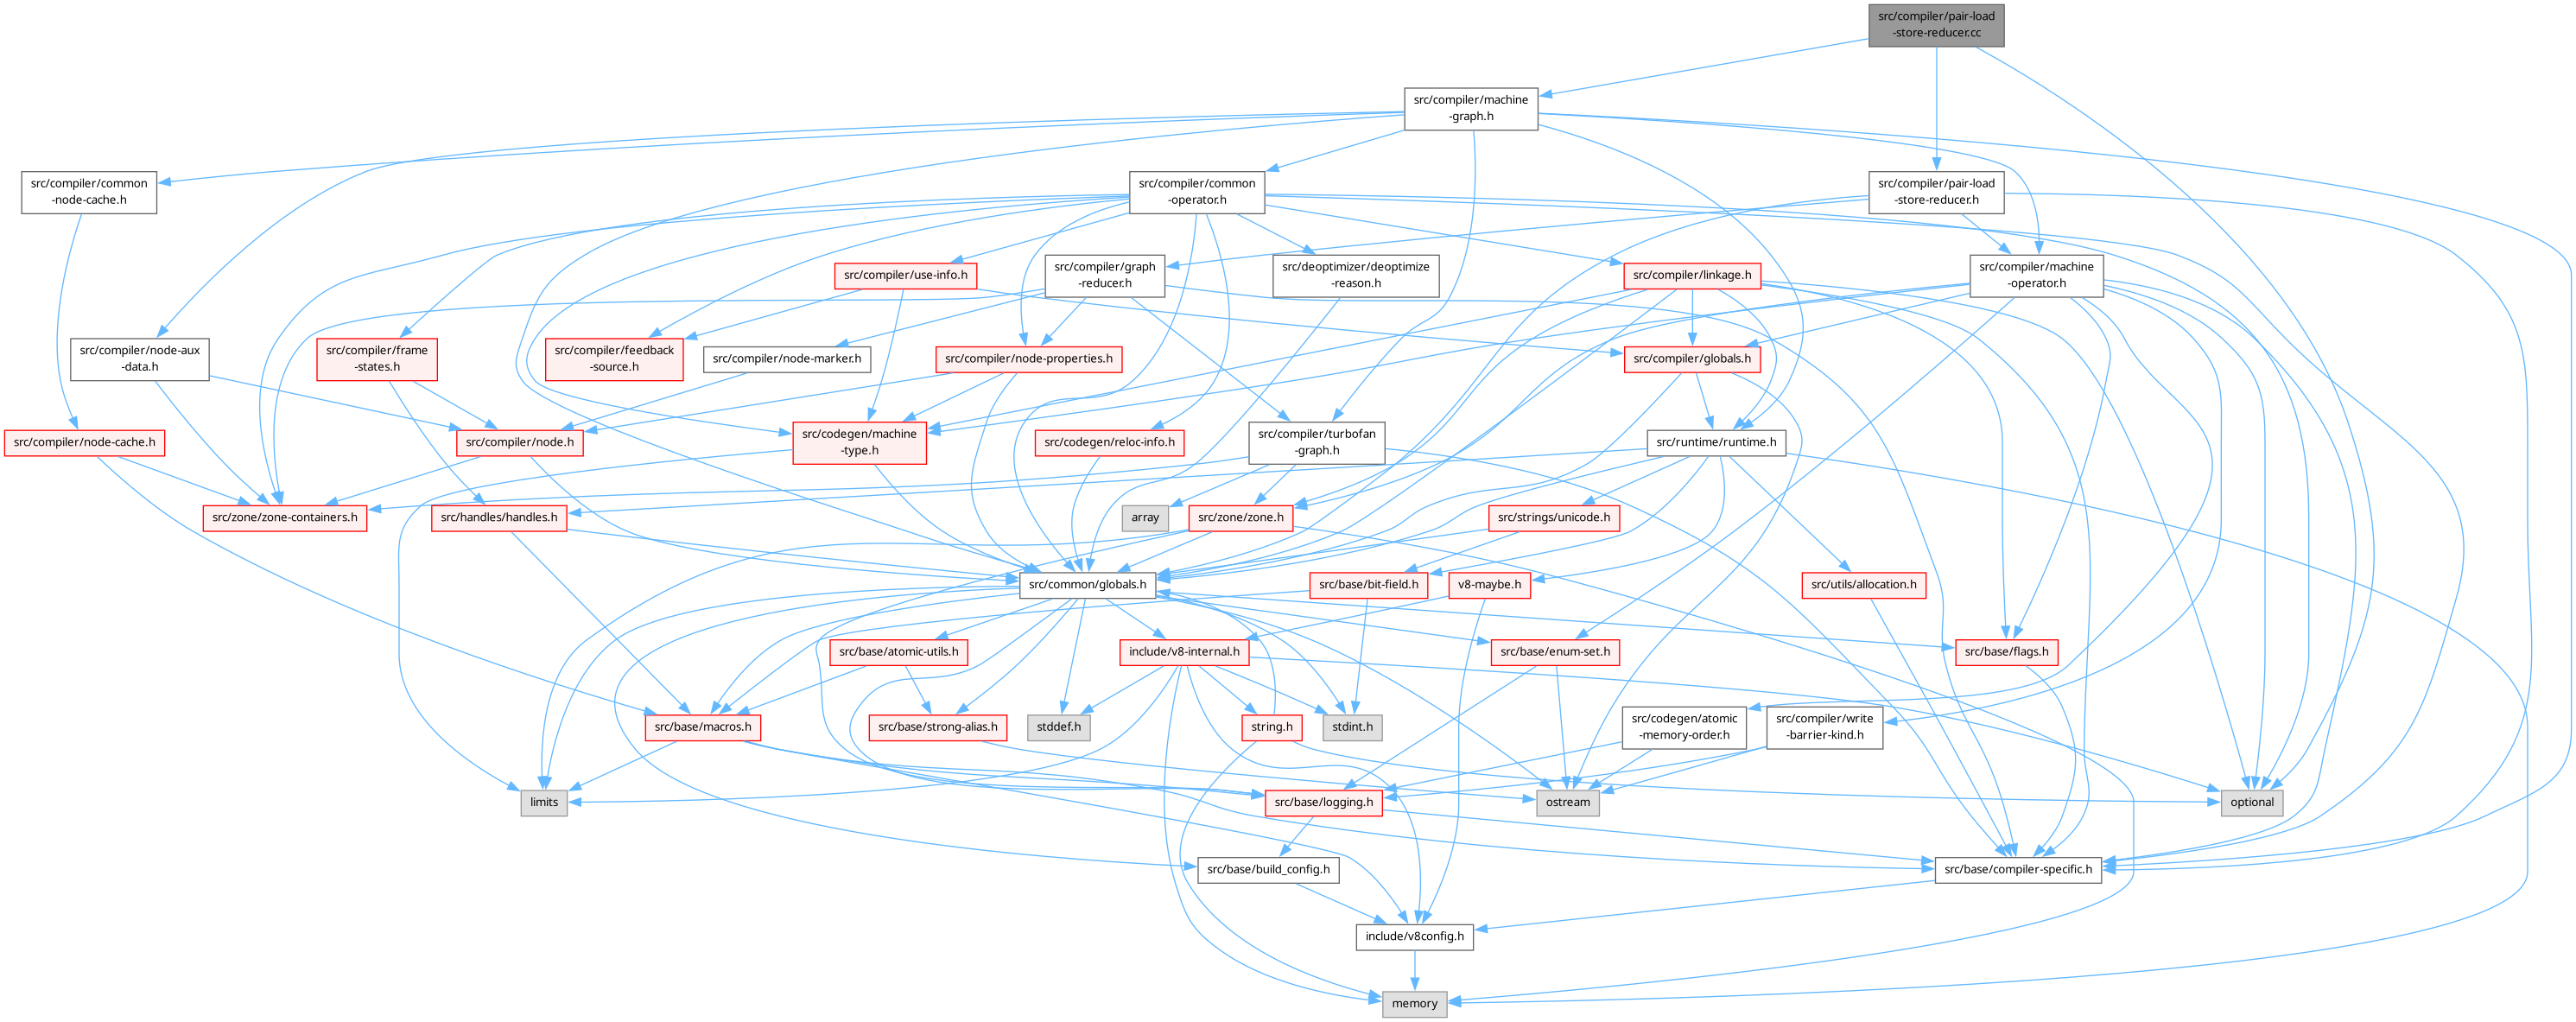 src/compiler/pair-load
-store-reducer.cc
src/compiler/machine
-graph.h
src/compiler/common
-node-cache.h
src/compiler/common
-operator.h
src/compiler/pair-load
-store-reducer.h
src/compiler/use-info.h
src/compiler/graph
-reducer.h
src/deoptimizer/deoptimize
-reason.h
src/compiler/linkage.h
src/compiler/machine
-operator.h
src/compiler/node-aux
-data.h
src/compiler/frame
-states.h
src/compiler/feedback
-source.h
src/compiler/node-marker.h
src/compiler/node-properties.h
src/compiler/globals.h
src/compiler/node-cache.h
src/compiler/node.h
src/codegen/machine
-type.h
src/codegen/reloc-info.h
src/compiler/turbofan
-graph.h
src/runtime/runtime.h
src/zone/zone-containers.h
src/handles/handles.h
array
src/zone/zone.h
src/strings/unicode.h
src/common/globals.h
src/base/bit-field.h
v8-maybe.h
src/utils/allocation.h
src/base/atomic-utils.h
include/v8-internal.h
src/base/enum-set.h
src/base/flags.h
src/base/macros.h
src/base/strong-alias.h
stddef.h
string.h
stdint.h
src/codegen/atomic
-memory-order.h
src/compiler/write
-barrier-kind.h
limits
src/base/logging.h
ostream
optional
src/base/build_config.h
src/base/compiler-specific.h
include/v8config.h
memory